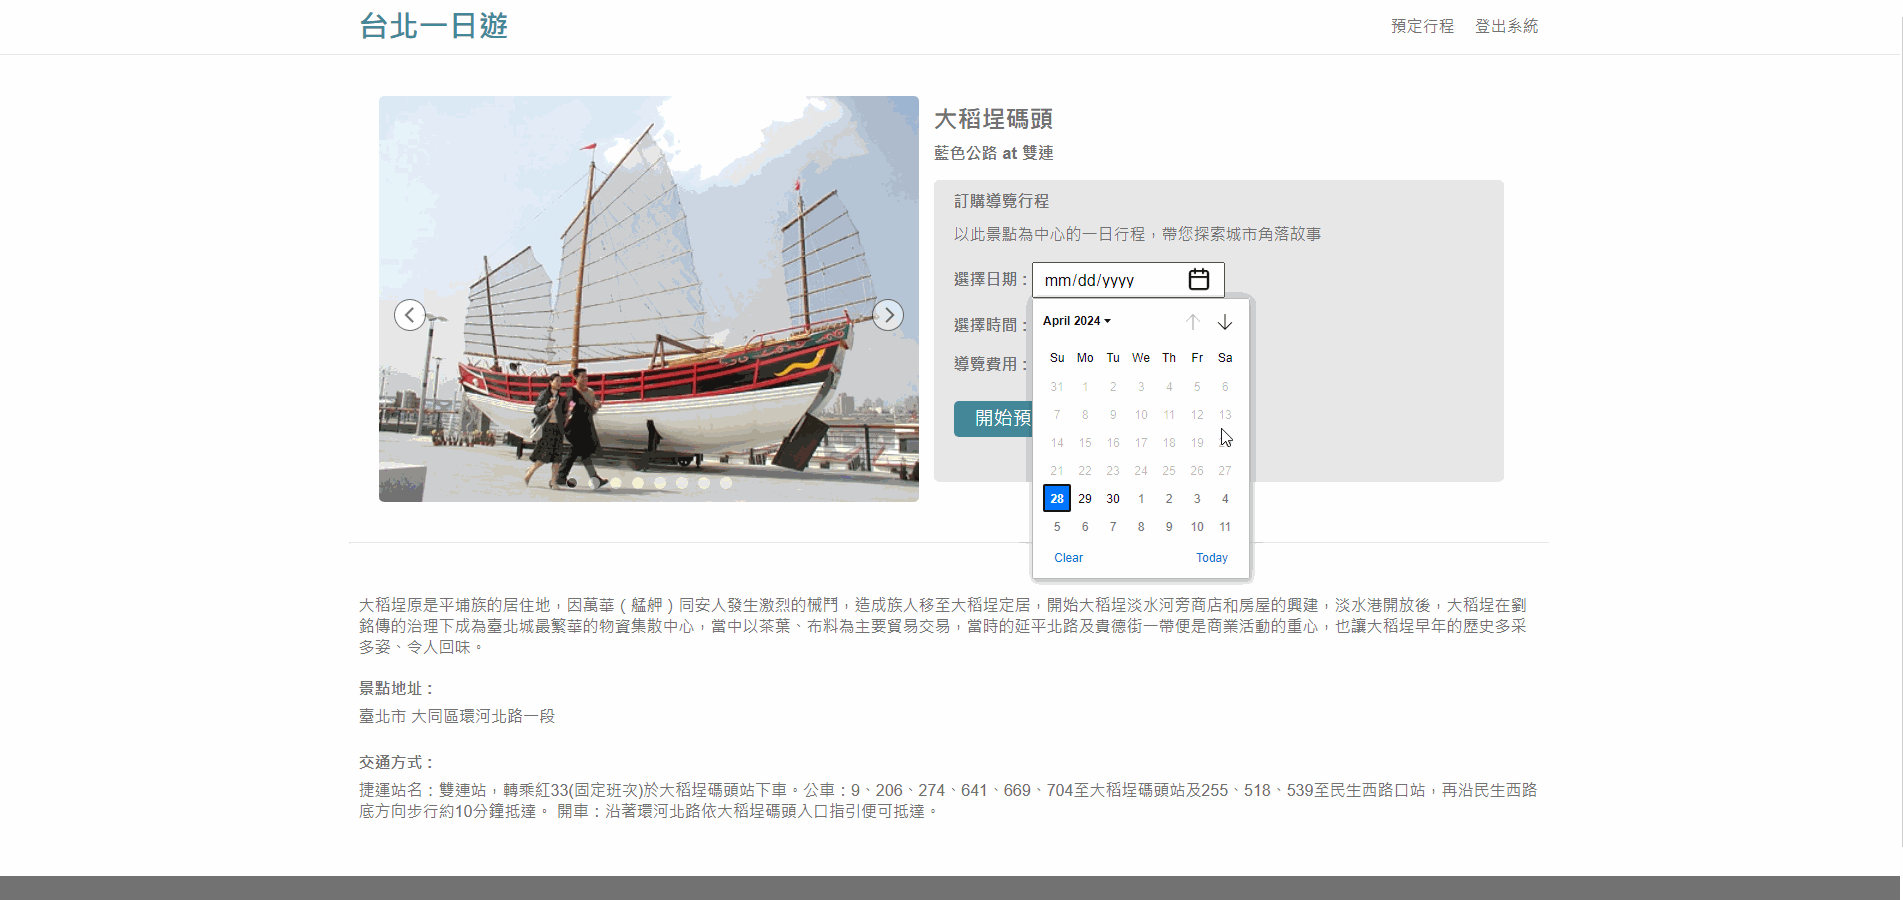 台北一日遊
預定行程 登出系統
大稻埕碼頭
藍色公路 at 雙連
訂購導覽行程
以此景點為中心的一日行程，帶您探索城市角落故事
選擇日期： mm/dd/yyyy
選擇時間：
導覽費用：
開始預
April 2024
Su Mo Tu We Th Fr Sa
31 1 2 3 4 5 6
7 8 9 10 11 12 13
14 15 16 17 18 19
21 22 23 24 25 26 27
28 29 30 1 2 3 4
5 6 7 8 9 10 11
Clear Today
大稻埕原是平埔族的居住地，因萬華（艋舺）同安人發生激烈的械鬥，造成族人移至大稻埕定居，開始大稻埕淡水河旁商店和房屋的興建，淡水港開放後，大稻埕在劉
銘傳的治理下成為臺北城最繁華的物資集散中心，當中以茶葉、布料為主要貿易交易，當時的延平北路及貴德街一帶便是商業活動的重心，也讓大稻埕早年的歷史多采
多姿、令人回味。
景點地址：
臺北市 大同區環河北路一段
交通方式：
捷運站名：雙連站，轉乘紅33(固定班次)於大稻埕碼頭站下車。公車：9、206、274、641、669、704至大稻埕碼頭站及255、518、539至民生西路口站，再沿民生西路
底方向步行約10分鐘抵達。 開車：沿著環河北路依大稻埕碼頭入口指引便可抵達。